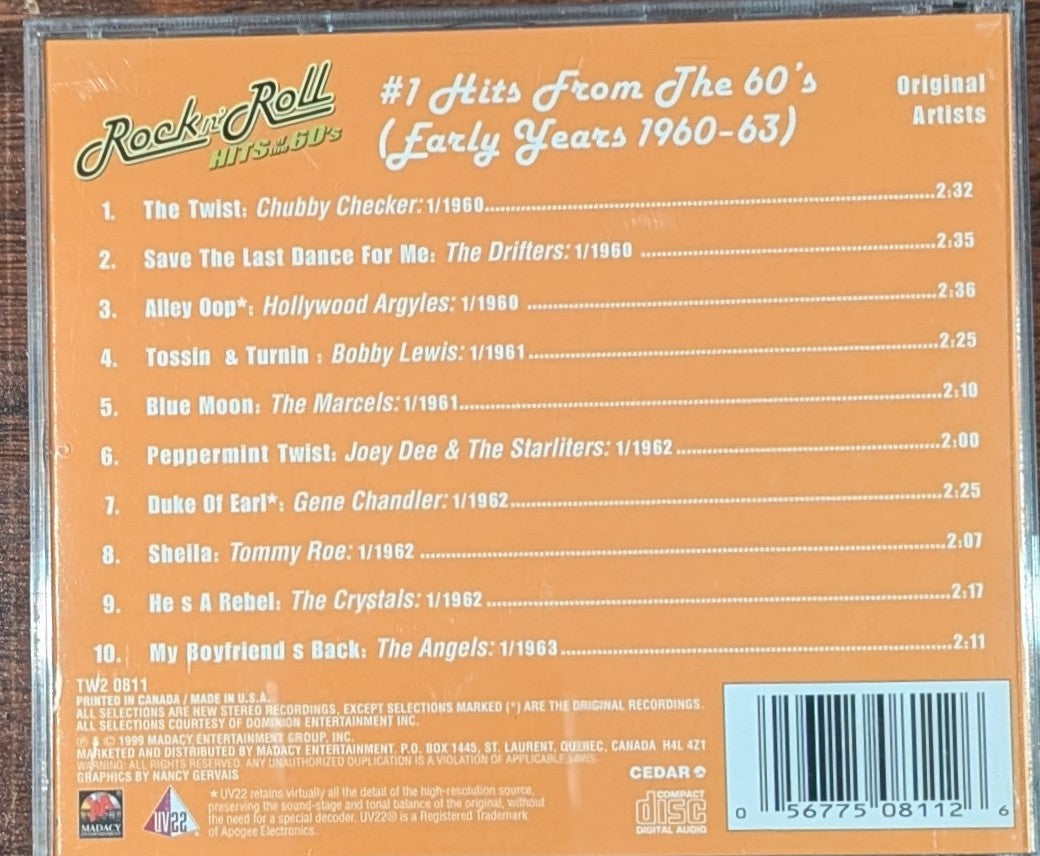 Rock n' Roll
HITS of the 60's
#1 Hits From The 60's
(Early Years 1960-63)
Original
Artists
1. The Twist: Chubby Checker: 1/1960 2:32
2. Save The Last Dance For Me: The Drifters: 1/1960 2:35
3. Alley Oop*: Hollywood Argyles: 1/1960 2:36
4. Tossin & Turnin : Bobby Lewis: 1/1961 2:25
5. Blue Moon: The Marcels: 1/1961 2:10
6. Peppermint Twist: Joey Dee & The Starliters: 1/1962 2:00
7. Duke Of Earl*: Gene Chandler: 1/1962 2:25
8. Sheila: Tommy Roe: 1/1962 2:07
9. He s A Rebel: The Crystals: 1/1962 2:17
10. My Boyfriend s Back: The Angels: 1/1963 2:11
TW2 0811
PRINTED IN CANADA / MADE IN U.S.A.
ALL SELECTIONS ARE NEW STEREO RECORDINGS, EXCEPT SELECTIONS MARKED (*) ARE THE ORIGINAL RECORDINGS.
ALL SELECTIONS COURTESY OF DOMINION ENTERTAINMENT INC.
℗ & © 1999 MADACY ENTERTAINMENT GROUP, INC.
MARKETED AND DISTRIBUTED BY MADACY ENTERTAINMENT. P.O. BOX 1445, ST. LAURENT, QUEBEC, CANADA H4L 4Z1
WARNING: ALL RIGHTS RESERVED. ANY UNAUTHORIZED DUPLICATION IS A VIOLATION OF APPLICABLE LAWS
GRAPHICS BY NANCY GERVAIS
CEDAR
MADACY
ENTERTAINMENT
UV22
★ UV22 retains virtually all the detail of the high-resolution source,
preserving the sound-stage and tonal balance of the original, without
the need for a special decoder. UV22® is a Registered Trademark
of Apogee Electronics.
COMPACT
disc
DIGITAL AUDIO
0 56775 08112 6